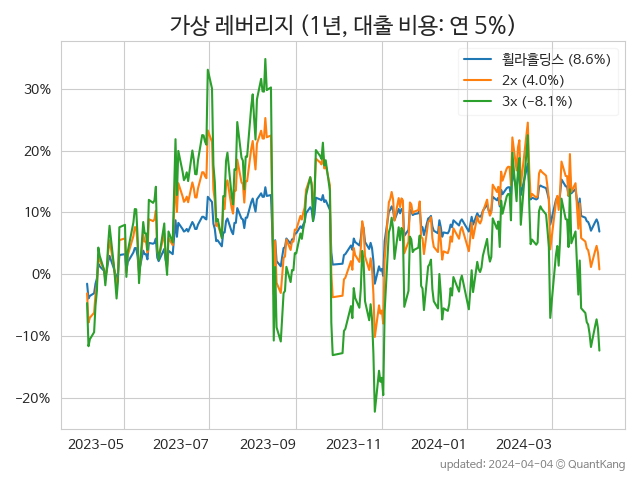 가상 레버리지 (1년, 대출 비용: 연 5%)
휠라홀딩스 (8.6%)
2x (4.0%)
3x (-8.1%)
30%
20%
10%
0%
-10%
-20%
2023-05 2023-07 2023-09 2023-11 2024-01 2024-03
updated: 2024-04-04 © QuantKang